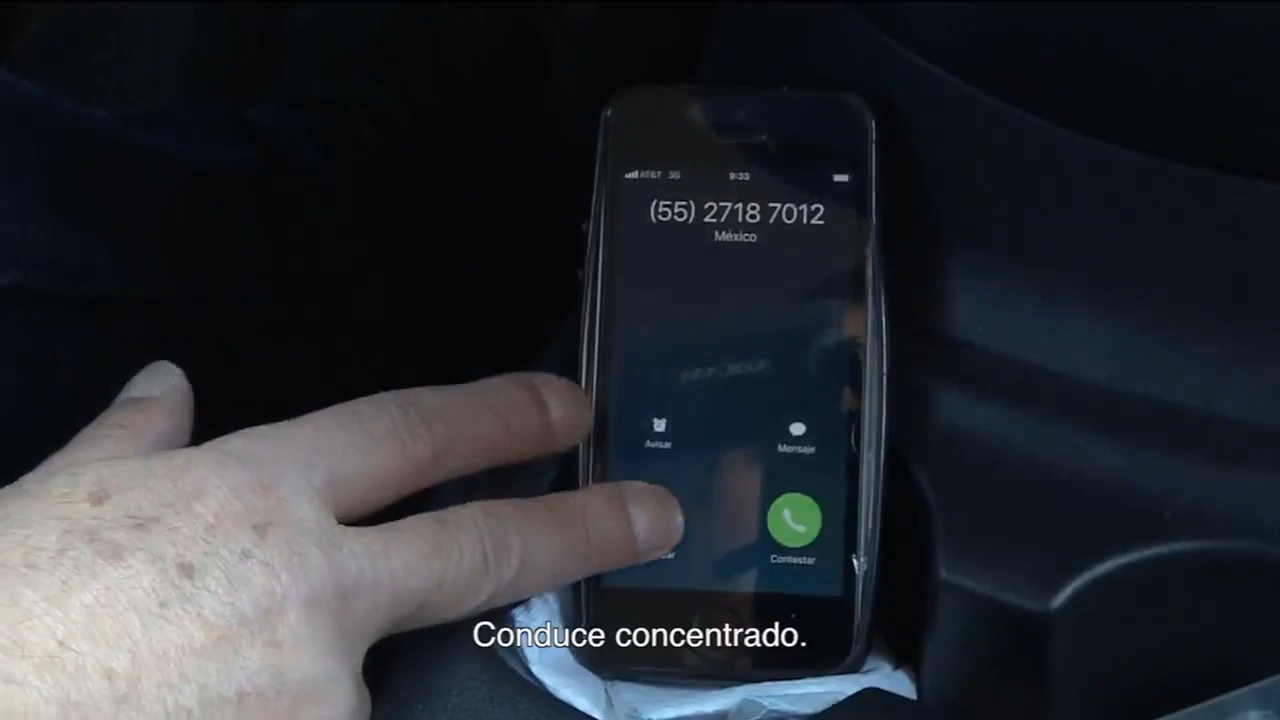 AT&T 3G 9:33
(55) 2718 7012
México
Avisar Mensaje
Contestar
Conduce concentrado.